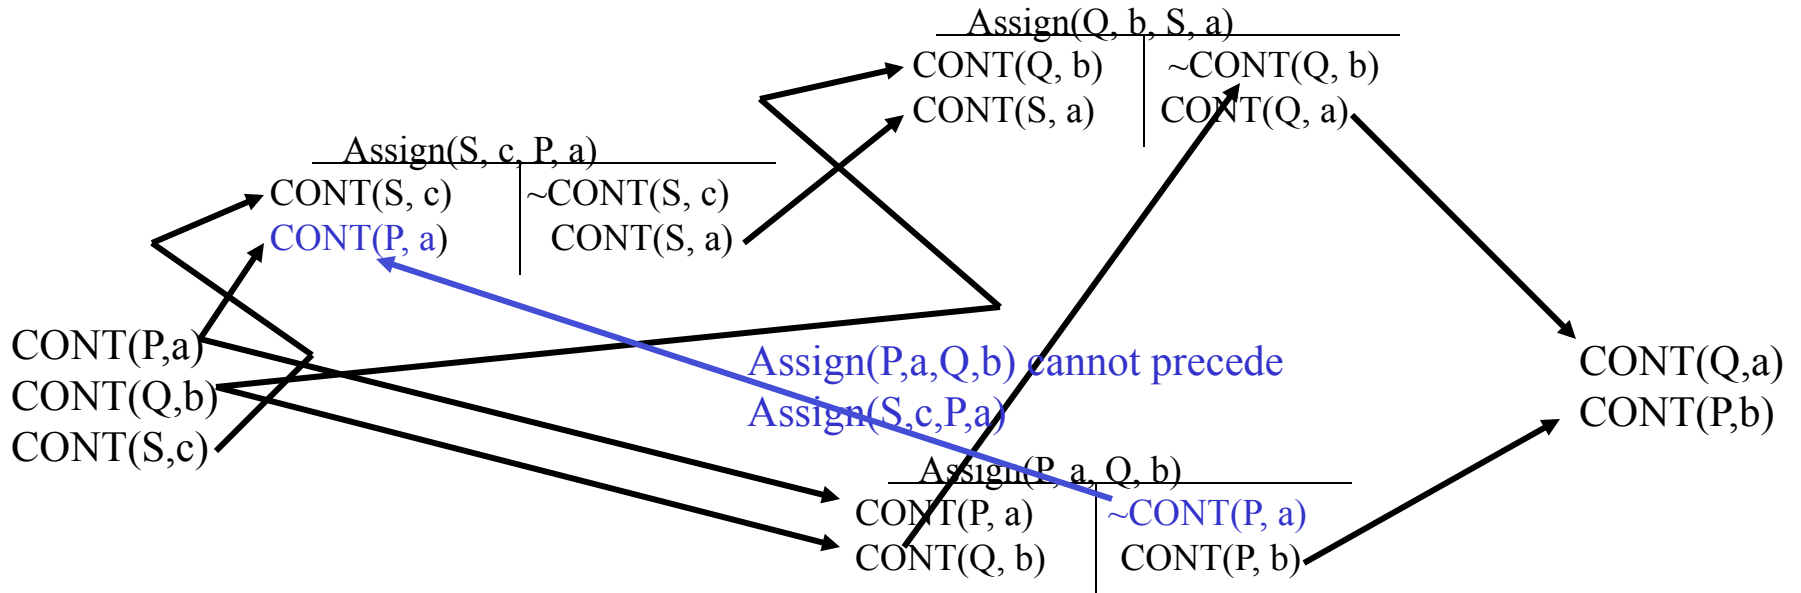 Assign(Q, b, S, a)
CONT(Q, b) ~CONT(Q, b)
CONT(S, a) CONT(Q, a)
Assign(S, c, P, a)
CONT(S, c) ~CONT(S, c)
CONT(P, a) CONT(S, a)
CONT(P,a)
CONT(Q,b)
CONT(S,c)
Assign(P,a,Q,b) cannot precede
Assign(S,c,P,a)
CONT(Q,a)
CONT(P,b)
Assign(P, a, Q, b)
CONT(P, a) ~CONT(P, a)
CONT(Q, b) CONT(P, b)